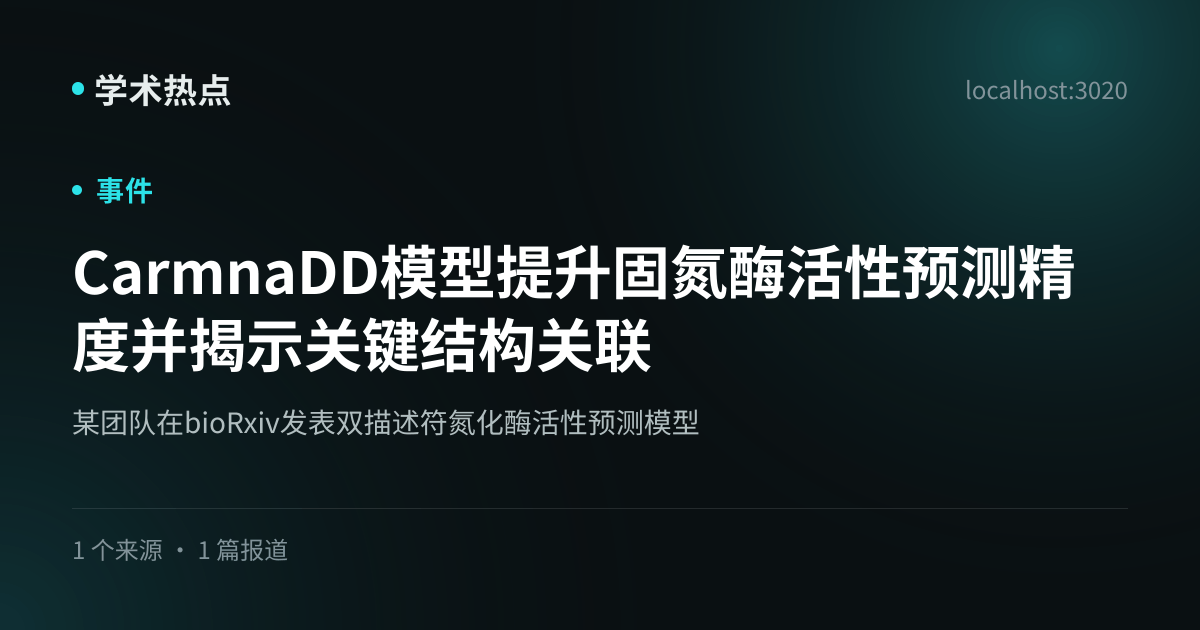 学术热点
localhost:3020
事件
CarmnaDD模型提升固氮酶活性预测精
度并揭示关键结构关联
某团队在bioRxiv发表双描述符氮化酶活性预测模型
1 个来源 · 1 篇报道